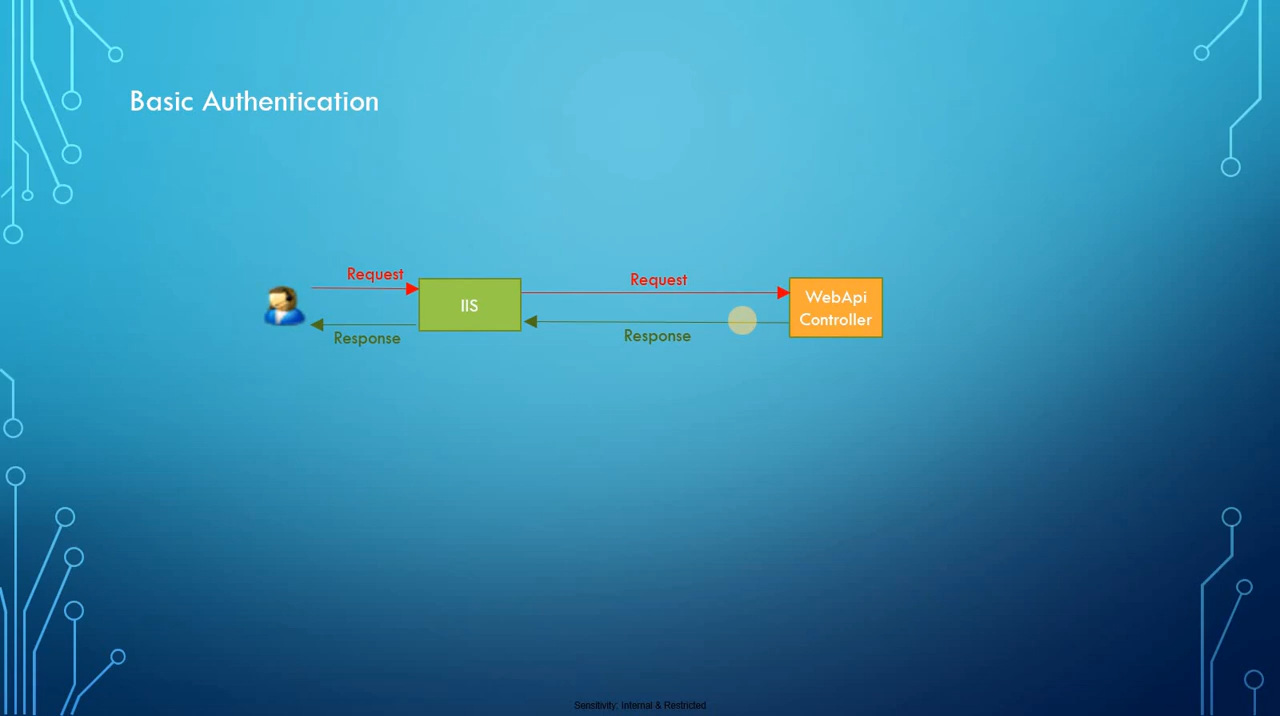 Basic Authentication
Request
Request
IIS
WebApi
Controller
Response
Response
Sensitivity: Internal & Restricted